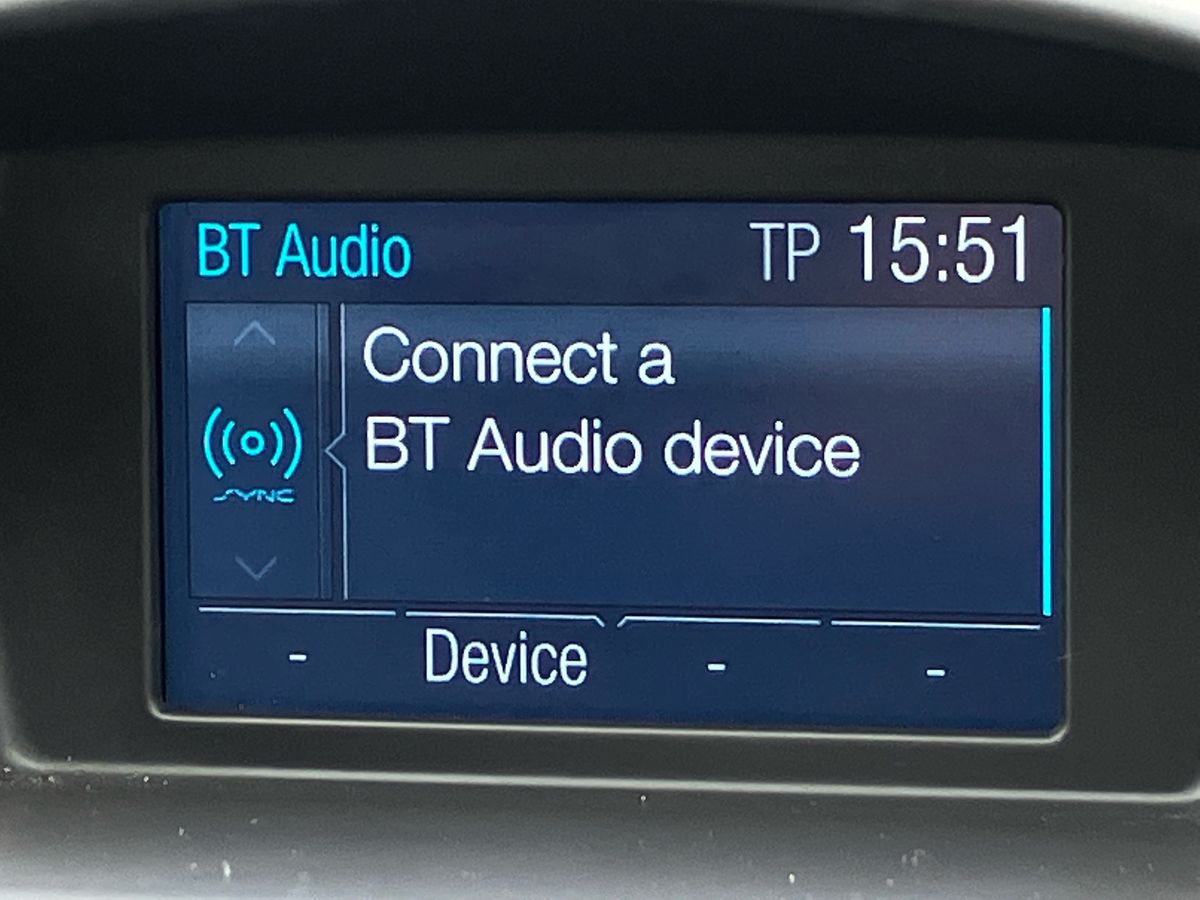 BT Audio TP 15:51
Connect a
BT Audio device
SYNC
- Device - -